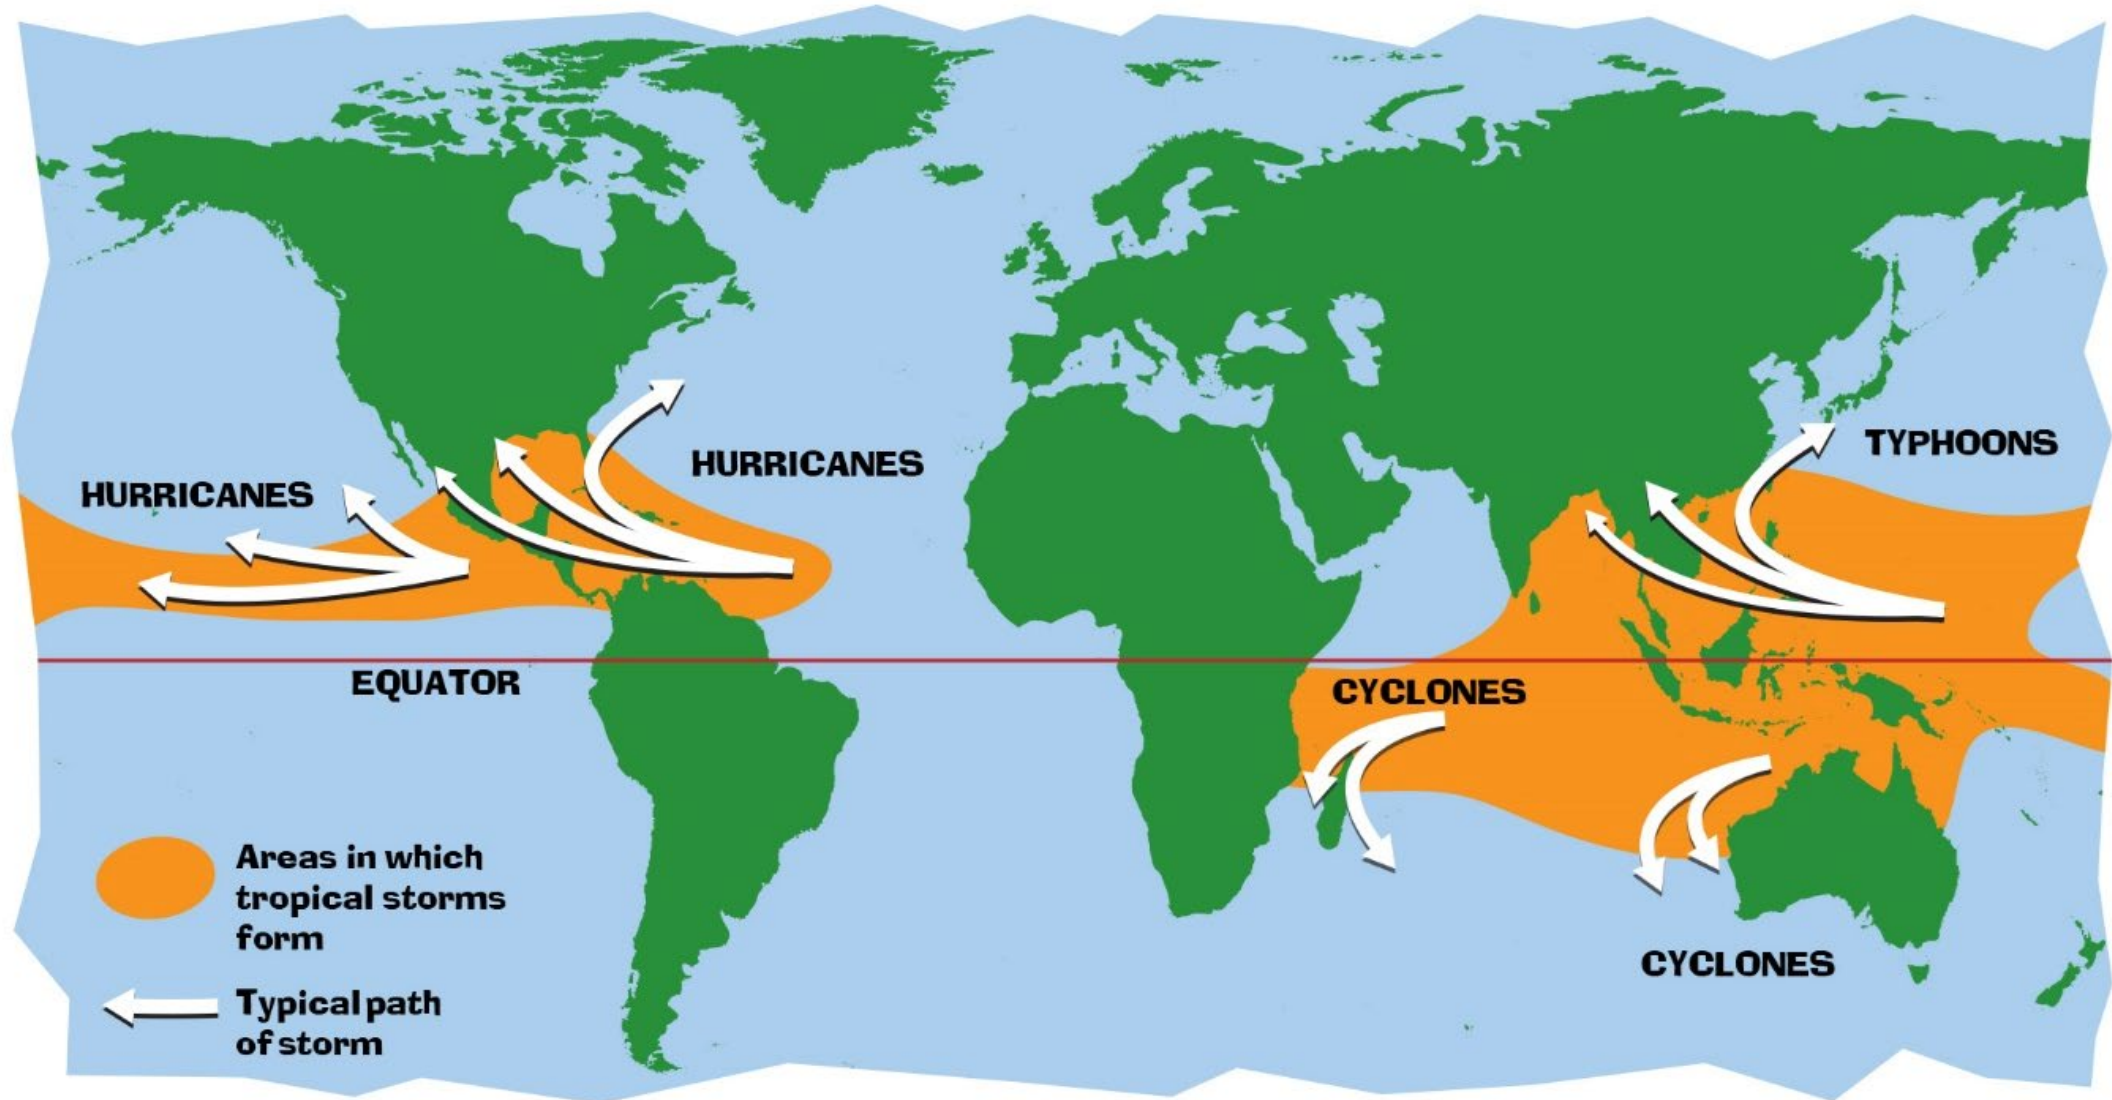 TYPHOONS
HURRICANES
HURRICANES
EQUATOR
CYCLONES
Areas in which
tropical storms
form
CYCLONES
Typical path
of storm